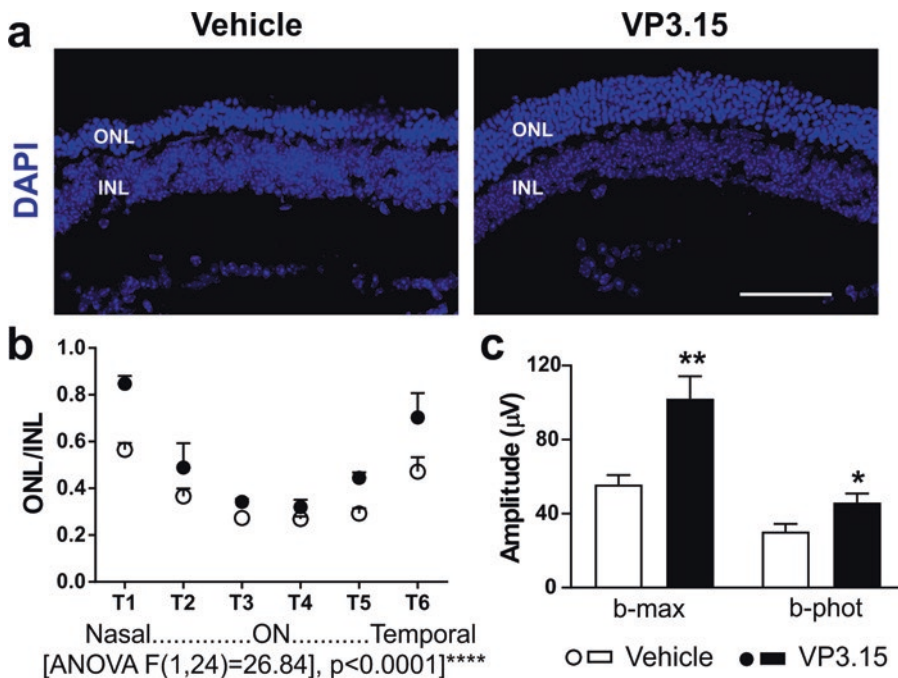 a
Vehicle
VP3.15
DAPI
ONL
INL
ONL
INL
b
ONL/INL
1.0
0.8
0.6
0.4
0.2
0.0
T1 T2 T3 T4 T5 T6
Nasal..............ON...........Temporal
[ANOVA F(1,24)=26.84], p<0.0001]****
c
Amplitude (µV)
120
80
40
0
**
*
b-max b-phot
Vehicle VP3.15